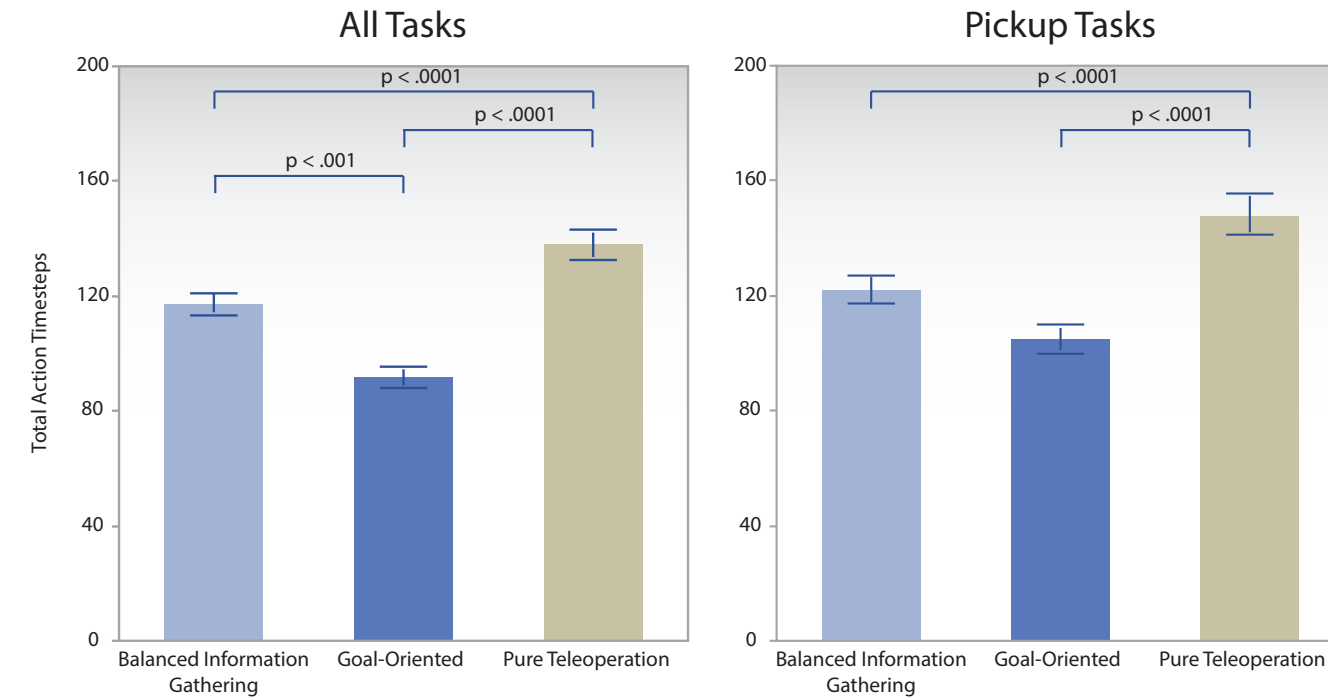 All Tasks
200
160
120
80
40
0
Total Action Timesteps
p < .0001
p < .0001
p < .001
Balanced Information
Gathering
Goal-Oriented
Pure Teleoperation
Pickup Tasks
200
160
120
80
40
0
p < .0001
p < .0001
Balanced Information
Gathering
Goal-Oriented
Pure Teleoperation